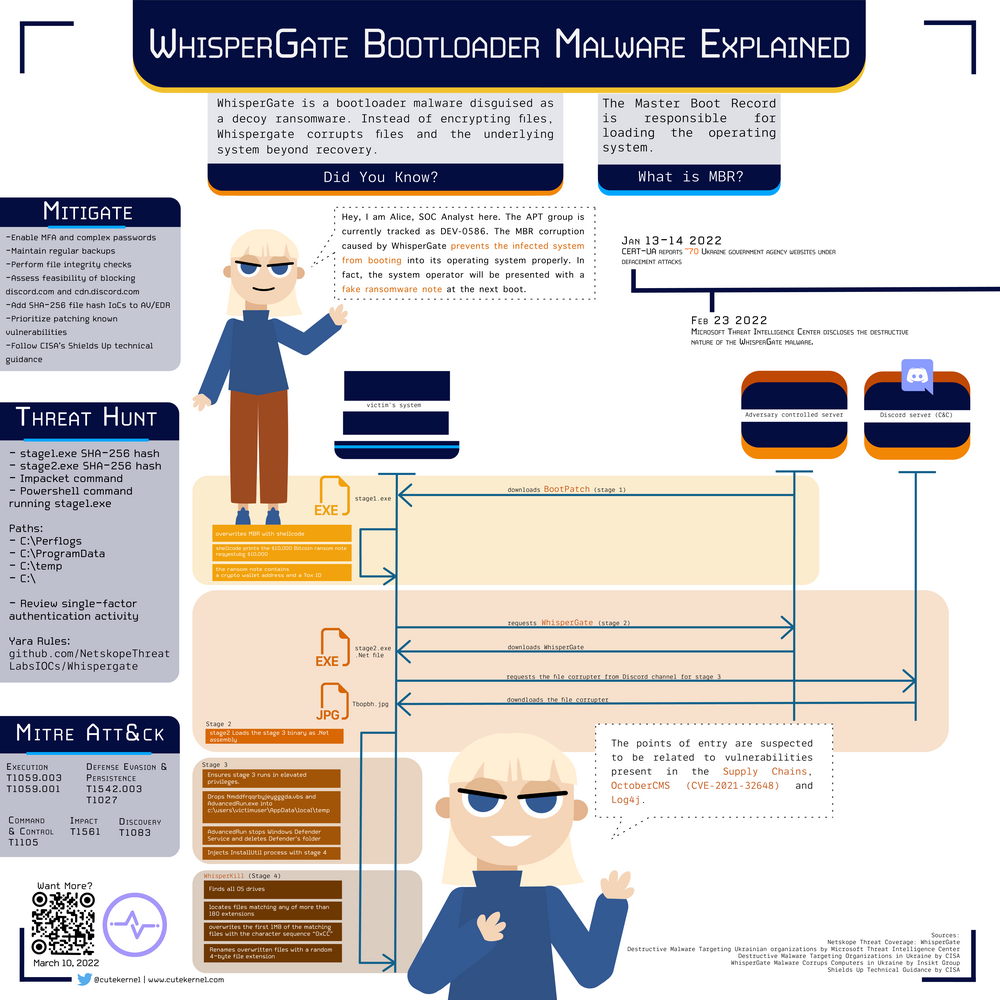 WhisperGate Bootloader Malware Explained
WhisperGate is a bootloader malware disguised as
a decoy ransomware. Instead of encrypting files,
Whispergate corrupts files and the underlying
system beyond recovery.
Did You Know?
The Master Boot Record
is responsible for
loading the operating
system.
What is MBR?
Mitigate
-Enable MFA and complex passwords
-Maintain regular backups
-Perform file integrity checks
-Assess feasibility of blocking
discord.com and cdn.discord.com
-Add SHA-256 file hash IoCs to AV/EDR
-Prioritize patching known
vulnerabilities
-Follow CISA's Shields Up technical
guidance
Hey, I am Alice, SOC Analyst here. The APT group is
currently tracked as DEV-0586. The MBR corruption
caused by WhisperGate prevents the infected system
from booting into its operating system properly. In
fact, the system operator will be presented with a
fake ransomware note at the next boot.
Jan 13-14 2022
CERT-UA reports ~70 Ukraine government agency websites under
defacement attacks
Feb 23 2022
Microsoft Threat Intelligence Center discloses the destructive
nature of the WhisperGate malware.
Threat Hunt
- stage1.exe SHA-256 hash
- stage2.exe SHA-256 hash
- Impacket command
- Powershell command
running stage1.exe
Paths:
- C:\Perflogs
- C:\ProgramData
- C:\temp
- C:\
- Review single-factor
authentication activity
Yara Rules:
github.com/NetskopeThreat
LabsIOCs/Whispergate
victim's system
Adversary controlled server
Discord server (C&C)
downloads BootPatch (stage 1)
EXE
stage1.exe
overwrites MBR with shellcode
shellcode prints the $10,000 Bitcoin ransom note
the ransom note contains
a crypto wallet address and a Tox ID
requests WhisperGate (stage 2)
EXE
stage2.exe
.Net file
downloads WhisperGate
requests the file corrupter from Discord channel for stage 3
JPG
Tbopbh.jpg
downdloads the file corrupter
Stage 2
stage2 Loads the stage 3 binary as .Net
assembly
Stage 3
Ensures stage 3 runs in elevated
privileges.
Drops
AdvancedRun.exe into
c:\users\victimuser\AppData\local\temp
AdvancedRun stops Windows Defender
Service and deletes Defender's folder
Injects InstallUtil process with stage 4
WhisperKill (Stage 4)
Finds all OS drives
locates files matching any of more than
180 extensions
overwrites the first 1MB of the matching
files with the character sequence "0xCC"
Renames overwritten files with a random
4-byte file extension
The points of entry are suspected
to be related to vulnerabilities
present in the Supply Chains,
OctoberCMS (CVE-2021-32648) and
Log4j.
Mitre Att&ck
Execution
T1059.003
T1059.001
Defense Evasion &
Persistence
T1542.003
T1027
Command
& Control
T1105
Impact
T1561
Discovery
T1083
Want More?
March 10, 2022
@cutekernel | www.cutekernel.com
Sources:
Netskope Threat Coverage: WhisperGate
Destructive Malware Targeting Ukrainian organizations by Microsoft Threat Intelligence Center
Destructive Malware Targeting Organizations in Ukraine by CISA
WhisperGate Malware Corrups Computers in Ukraine by Insikt Group
Shields Up Technical Guidance by CISA